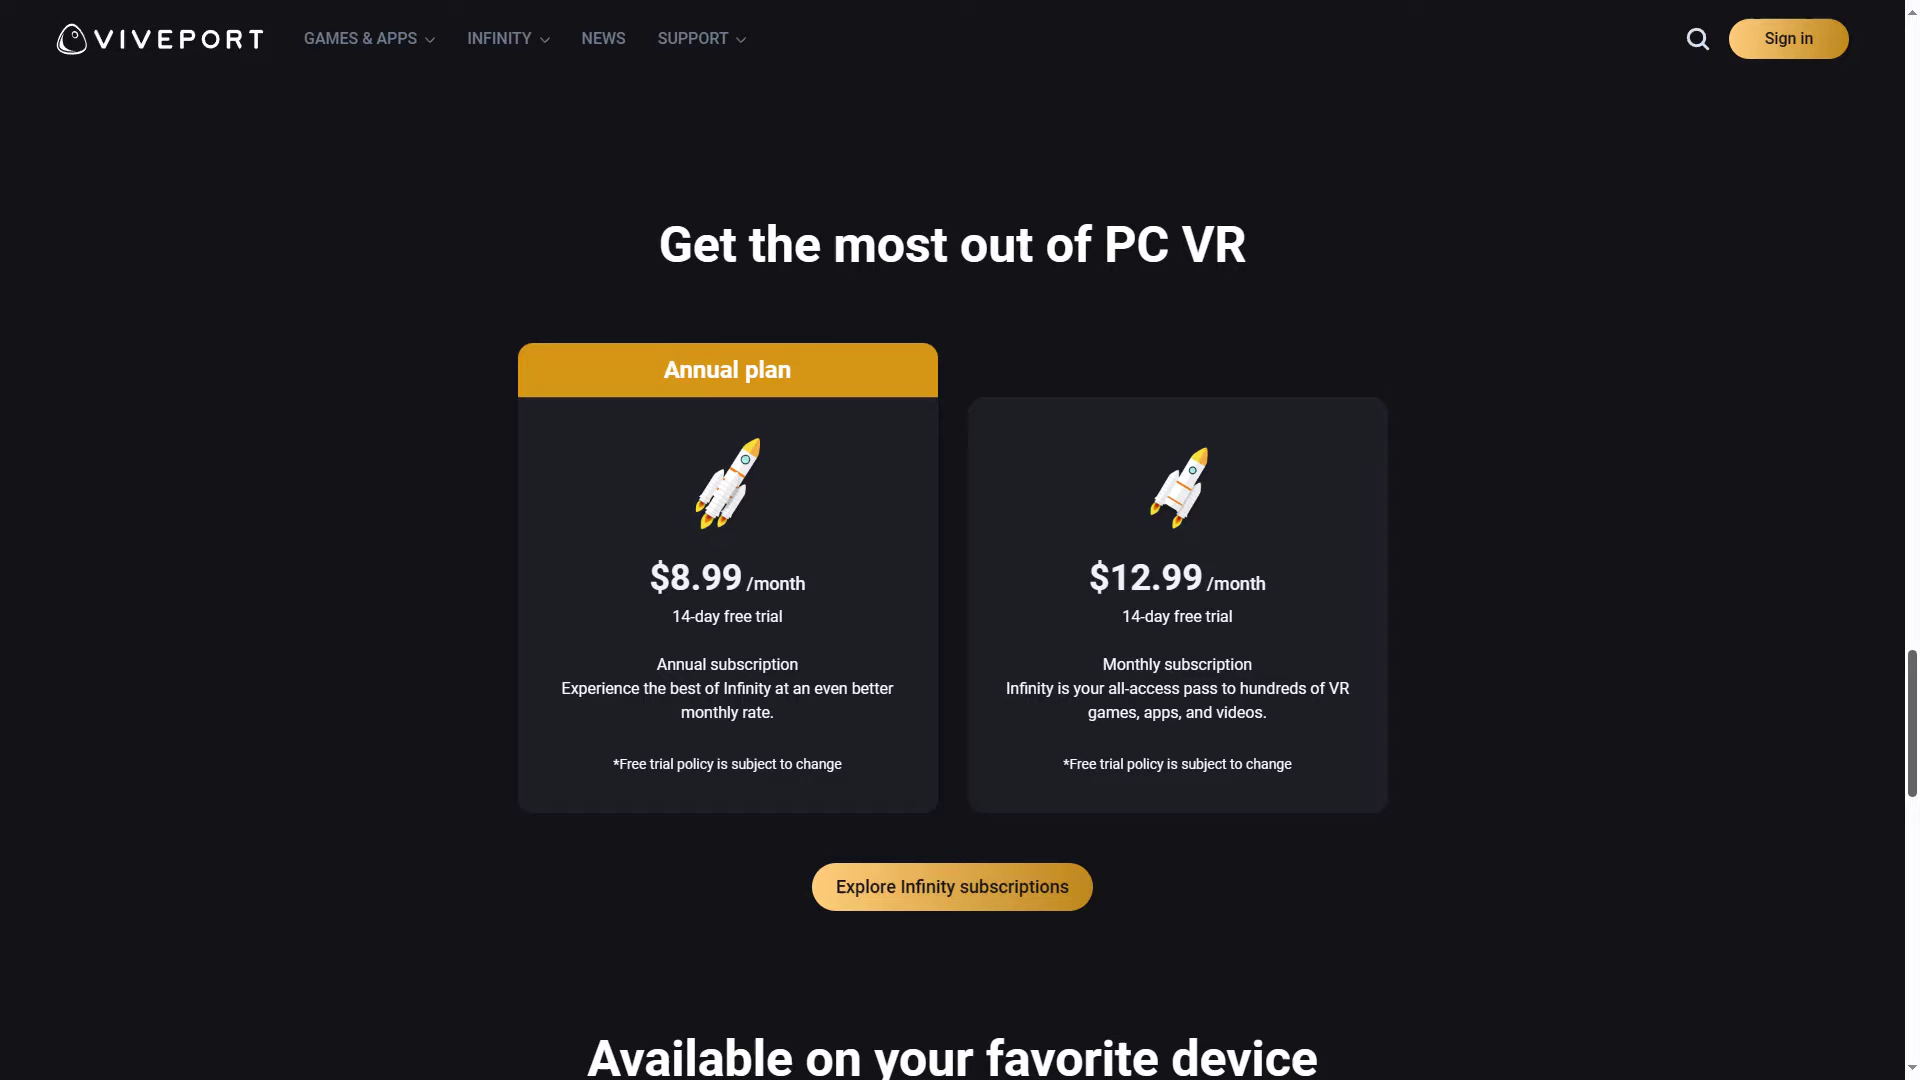 VIVEPORT GAMES & APPS INFINITY NEWS SUPPORT Sign in
Get the most out of PC VR
Annual plan
$8.99 /month
14-day free trial
Annual subscription
Experience the best of Infinity at an even better
monthly rate.
*Free trial policy is subject to change
$12.99 /month
14-day free trial
Monthly subscription
Infinity is your all-access pass to hundreds of VR
games, apps, and videos.
*Free trial policy is subject to change
Explore Infinity subscriptions
Available on your favorite device